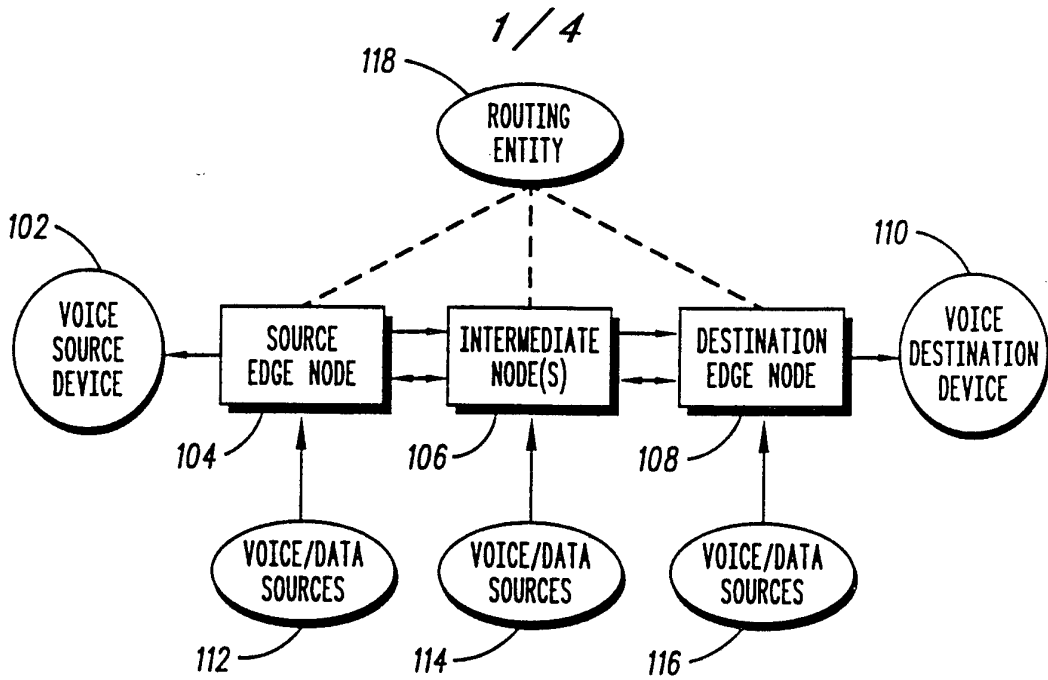 1/4
118
ROUTING
ENTITY
102
110
VOICE
SOURCE
DEVICE
SOURCE
EDGE NODE
INTERMEDIATE
NODE(S)
DESTINATION
EDGE NODE
VOICE
DESTINATION
DEVICE
104
106
108
VOICE/DATA
SOURCES
VOICE/DATA
SOURCES
VOICE/DATA
SOURCES
112
114
116